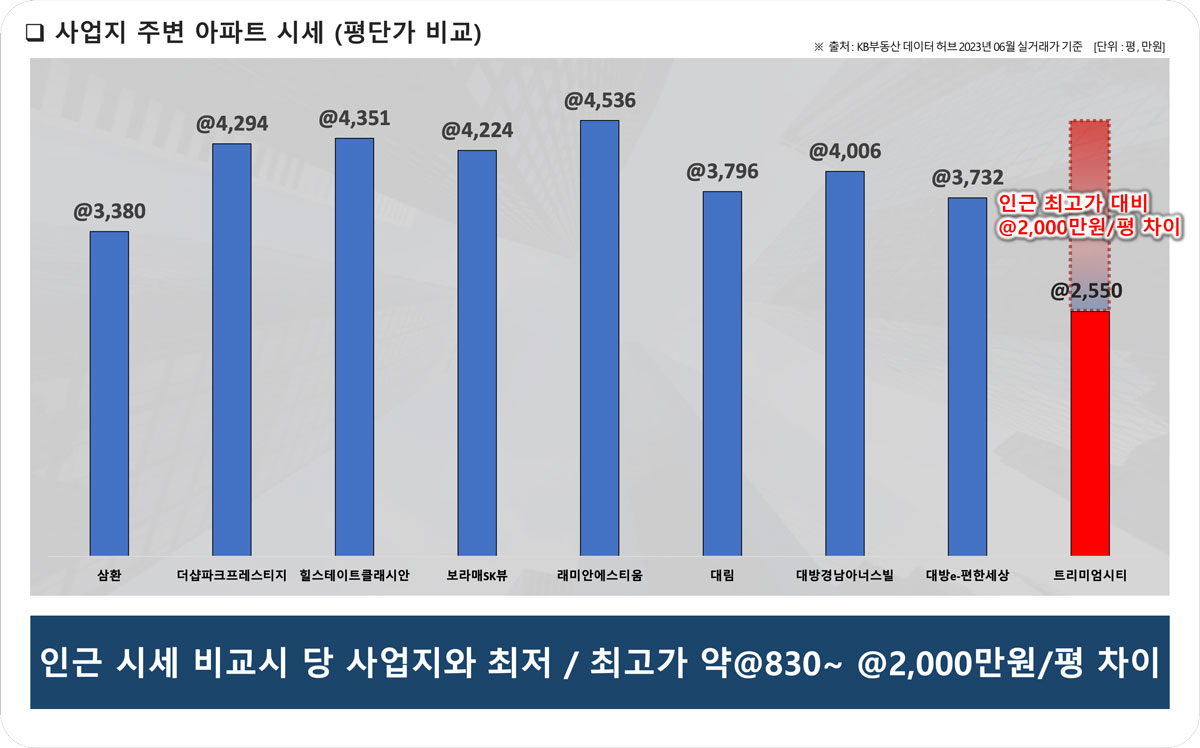 ❑ 사업지 주변 아파트 시세 (평단가 비교)
※ 출처 : KB부동산 데이터 허브 2023년 06월 실거래가 기준 [단위 : 평, 만원]
@3,380
@4,294
@4,351
@4,224
@4,536
@3,796
@4,006
@3,732
인근 최고가 대비
@2,000만원/평 차이
@2,550
삼환
더샵파크프레스티지
힐스테이트클래시안
보라매SK뷰
래미안에스티움
대림
대방경남아너스빌
대방e-편한세상
트리미엄시티
인근 시세 비교시 당 사업지와 최저 / 최고가 약@830~ @2,000만원/평 차이